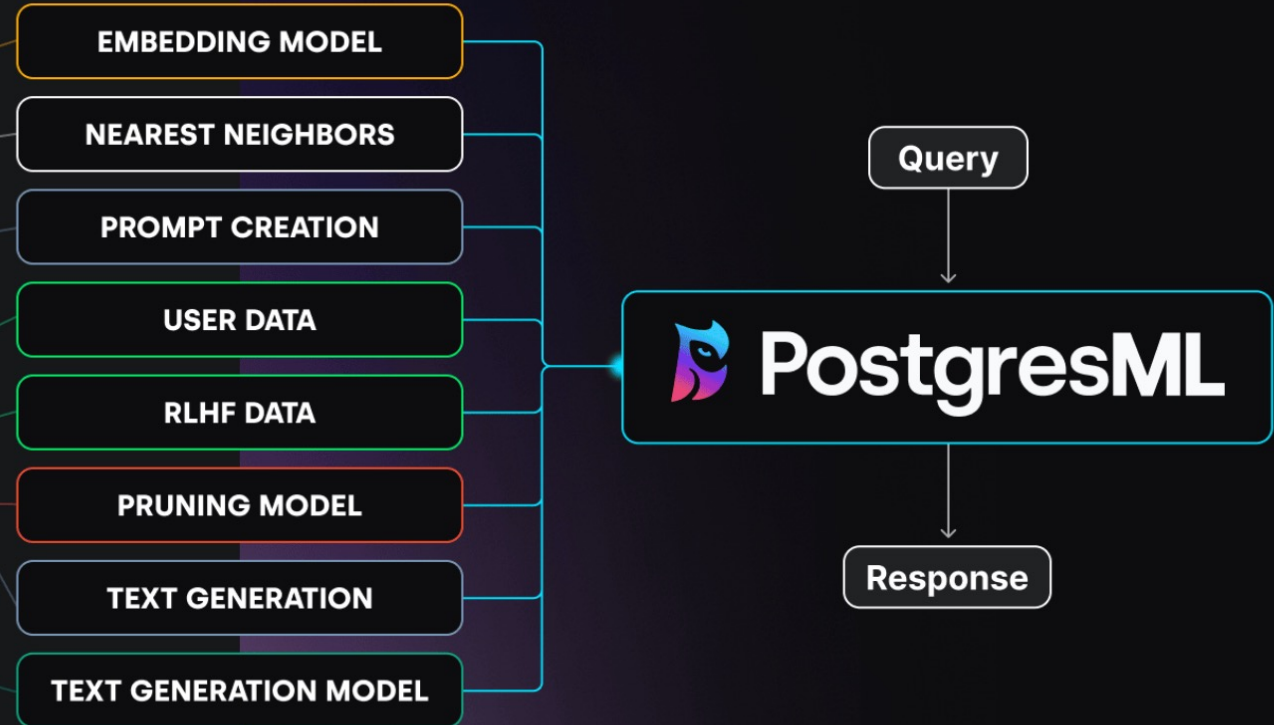 EMBEDDING MODEL
NEAREST NEIGHBORS
PROMPT CREATION
USER DATA
RLHF DATA
PRUNING MODEL
TEXT GENERATION
TEXT GENERATION MODEL
Query
PostgresML
Response